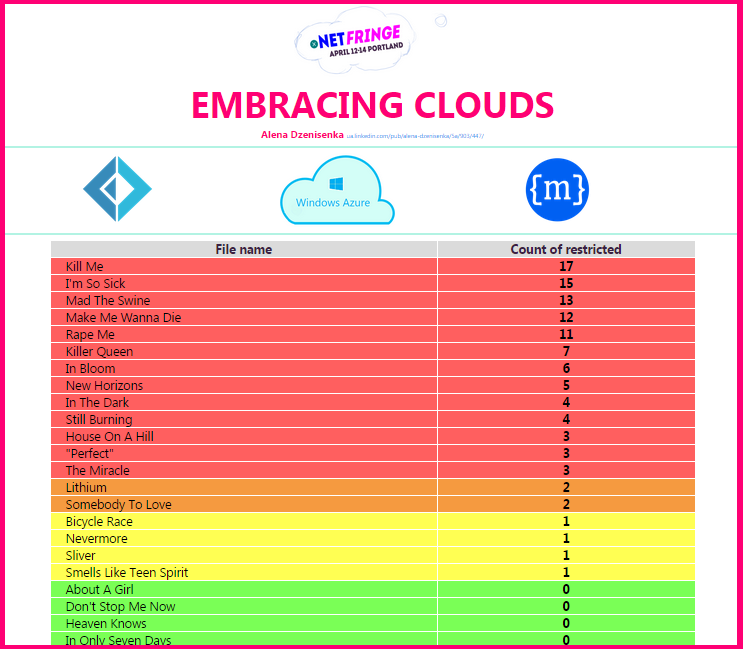 .NETFRINGE
APRIL 12-14 PORTLAND
EMBRACING CLOUDS
Alena Dzenisenka ua.linkedin.com/pub/alena-dzenisenka/5a/903/447/
Windows Azure
{m}
File name Count of restricted
Kill Me 17
I'm So Sick 15
Mad The Swine 13
Make Me Wanna Die 12
Rape Me 11
Killer Queen 7
In Bloom 6
New Horizons 5
In The Dark 4
Still Burning 4
House On A Hill 3
"Perfect" 3
The Miracle 3
Lithium 2
Somebody To Love 2
Bicycle Race 1
Nevermore 1
Sliver 1
Smells Like Teen Spirit 1
About A Girl 0
Don't Stop Me Now 0
Heaven Knows 0
In Only Seven Days 0